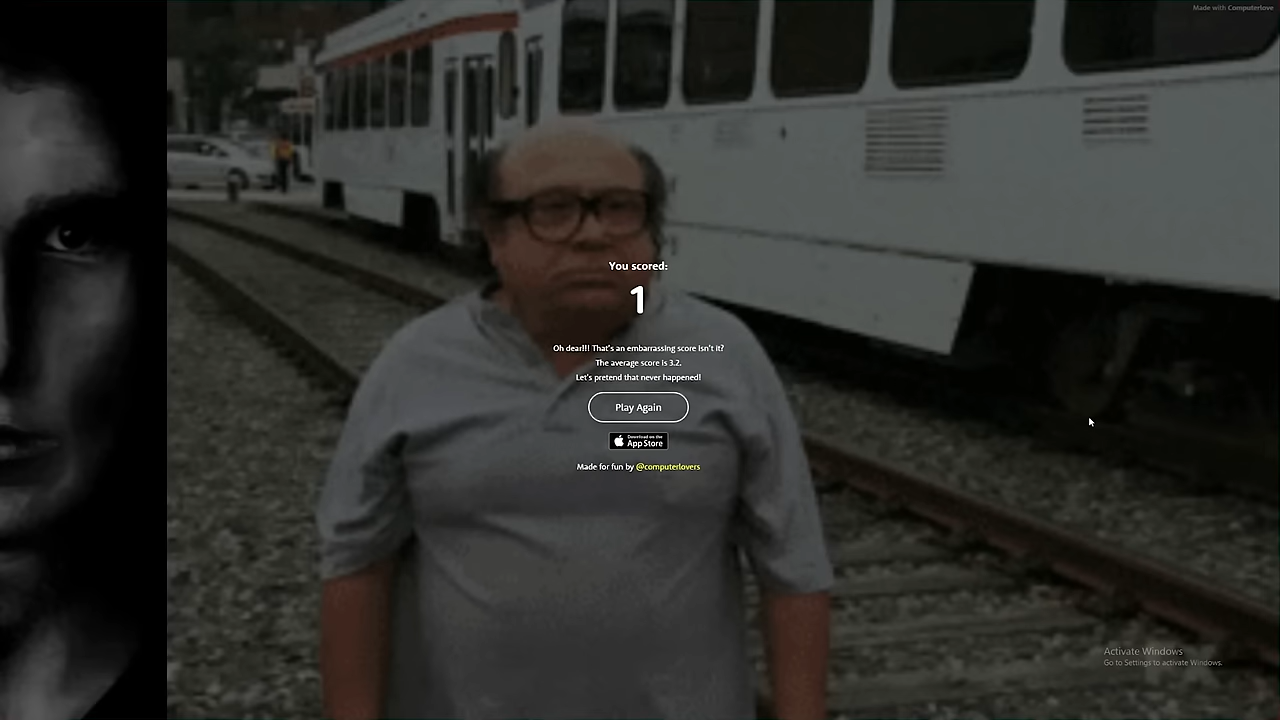 Made with Computerlove
You scored:
1
Oh dear!!! That's an embarrassing score isn't it?
The average score is 3.2.
Let's pretend that never happened!
Play Again
Download on the
App Store
Made for fun by @computerlovers
Activate Windows
Go to Settings to activate Windows.